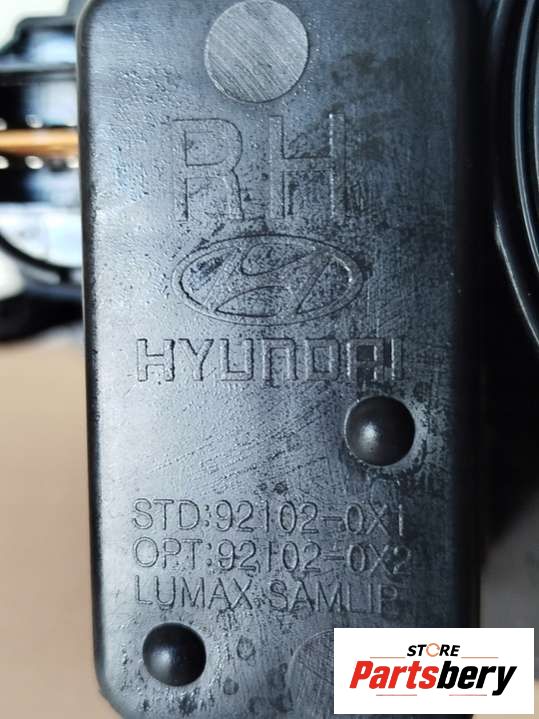 RH
HYUNDAI
STD:92102-0X1
OPT:92102-0X2
LUMAX SAMLIP
STORE
Partsbery